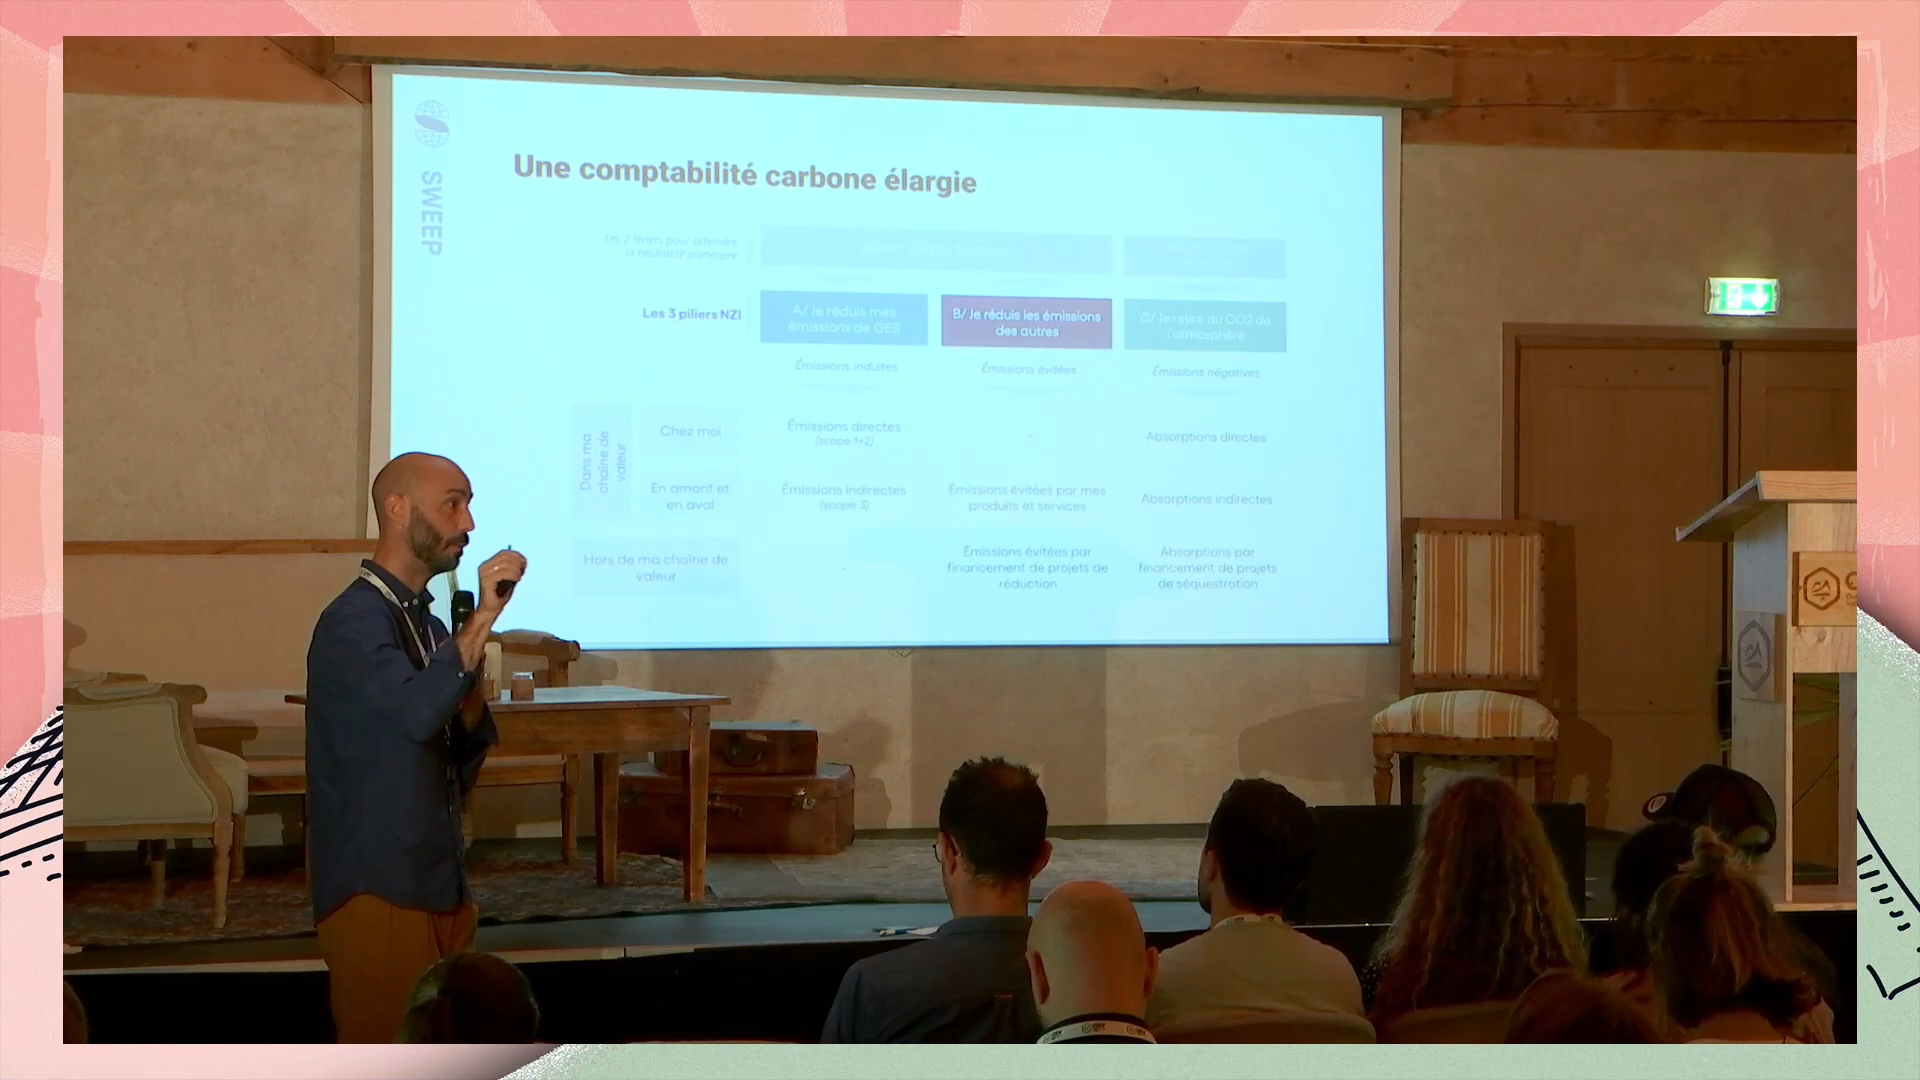 SWEEP
Une comptabilité carbone élargie
Les 2 leviers pour atteindre
la neutralité planétaire
Les 3 piliers NZI
A/ Je réduis mes
émissions de GES
B/ Je réduis les émissions
des autres
C/ Je retire du CO2 de
l'atmosphère
Émissions induites
Émissions évitées
Émissions négatives
Dans ma
chaîne de
valeur
Chez moi
Émissions directes
(scope 1+2)
-
Absorptions directes
En amont et
en aval
Émissions indirectes
(scope 3)
Émissions évitées par mes
produits et services
Absorptions indirectes
Hors de ma chaîne de
valeur
-
Émissions évitées par
financement de projets de
réduction
Absorptions par
financement de projets
de séquestration